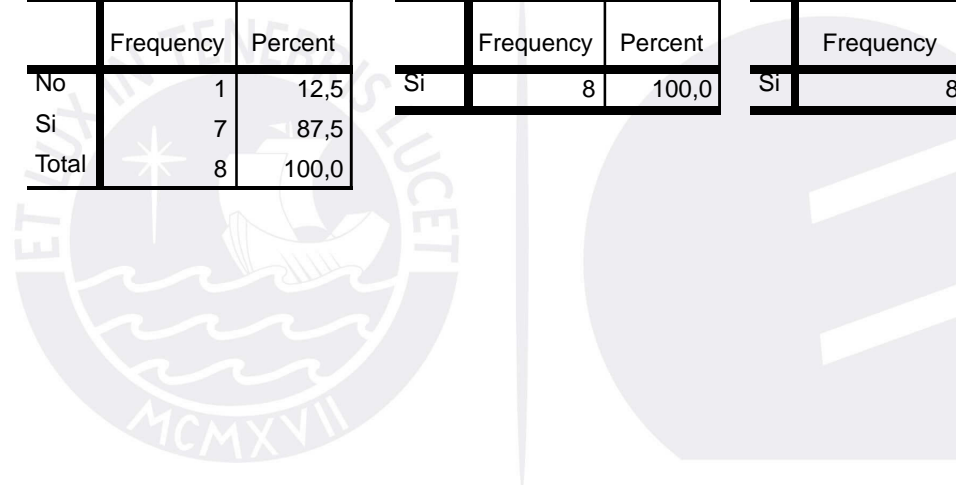 Frequency Percent
No 1 12,5
Si 7 87,5
Total 8 100,0
Frequency Percent
Si 8 100,0
Frequency
Si 8
ET LUX IN TENEBRIS LUCET
MCMXVII